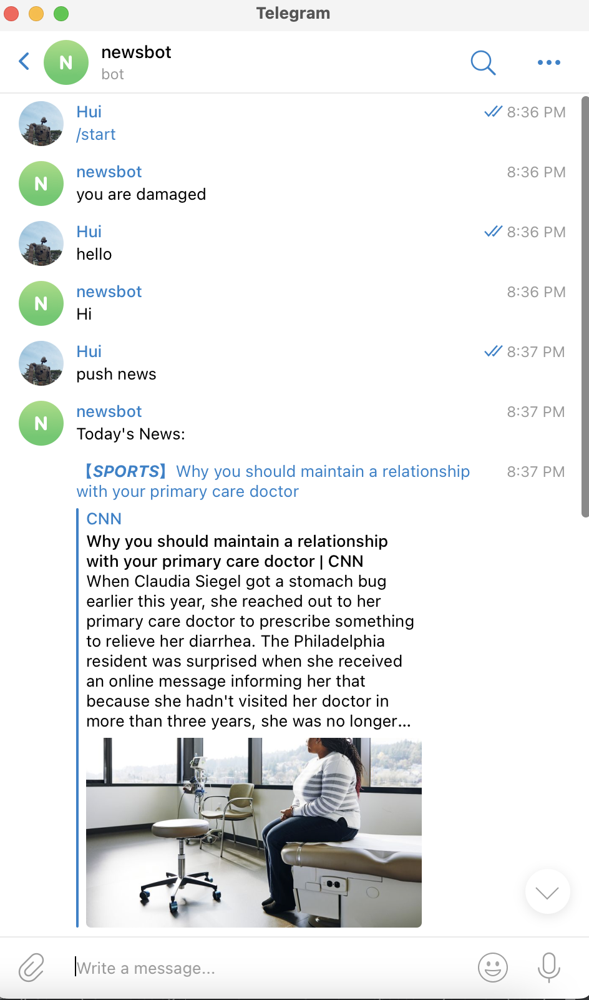 Telegram
N
newsbot
bot
Hui
8:36 PM
/start
N
newsbot
8:36 PM
you are damaged
Hui
8:36 PM
hello
N
newsbot
8:36 PM
Hi
Hui
8:37 PM
push news
N
newsbot
8:37 PM
Today's News:
【SPORTS】Why you should maintain a relationship
8:37 PM
with your primary care doctor
CNN
Why you should maintain a relationship
with your primary care doctor | CNN
When Claudia Siegel got a stomach bug
earlier this year, she reached out to her
primary care doctor to prescribe something
to relieve her diarrhea. The Philadelphia
resident was surprised when she received
an online message informing her that
because she hadn't visited her doctor in
more than three years, she was no longer...
Write a message...